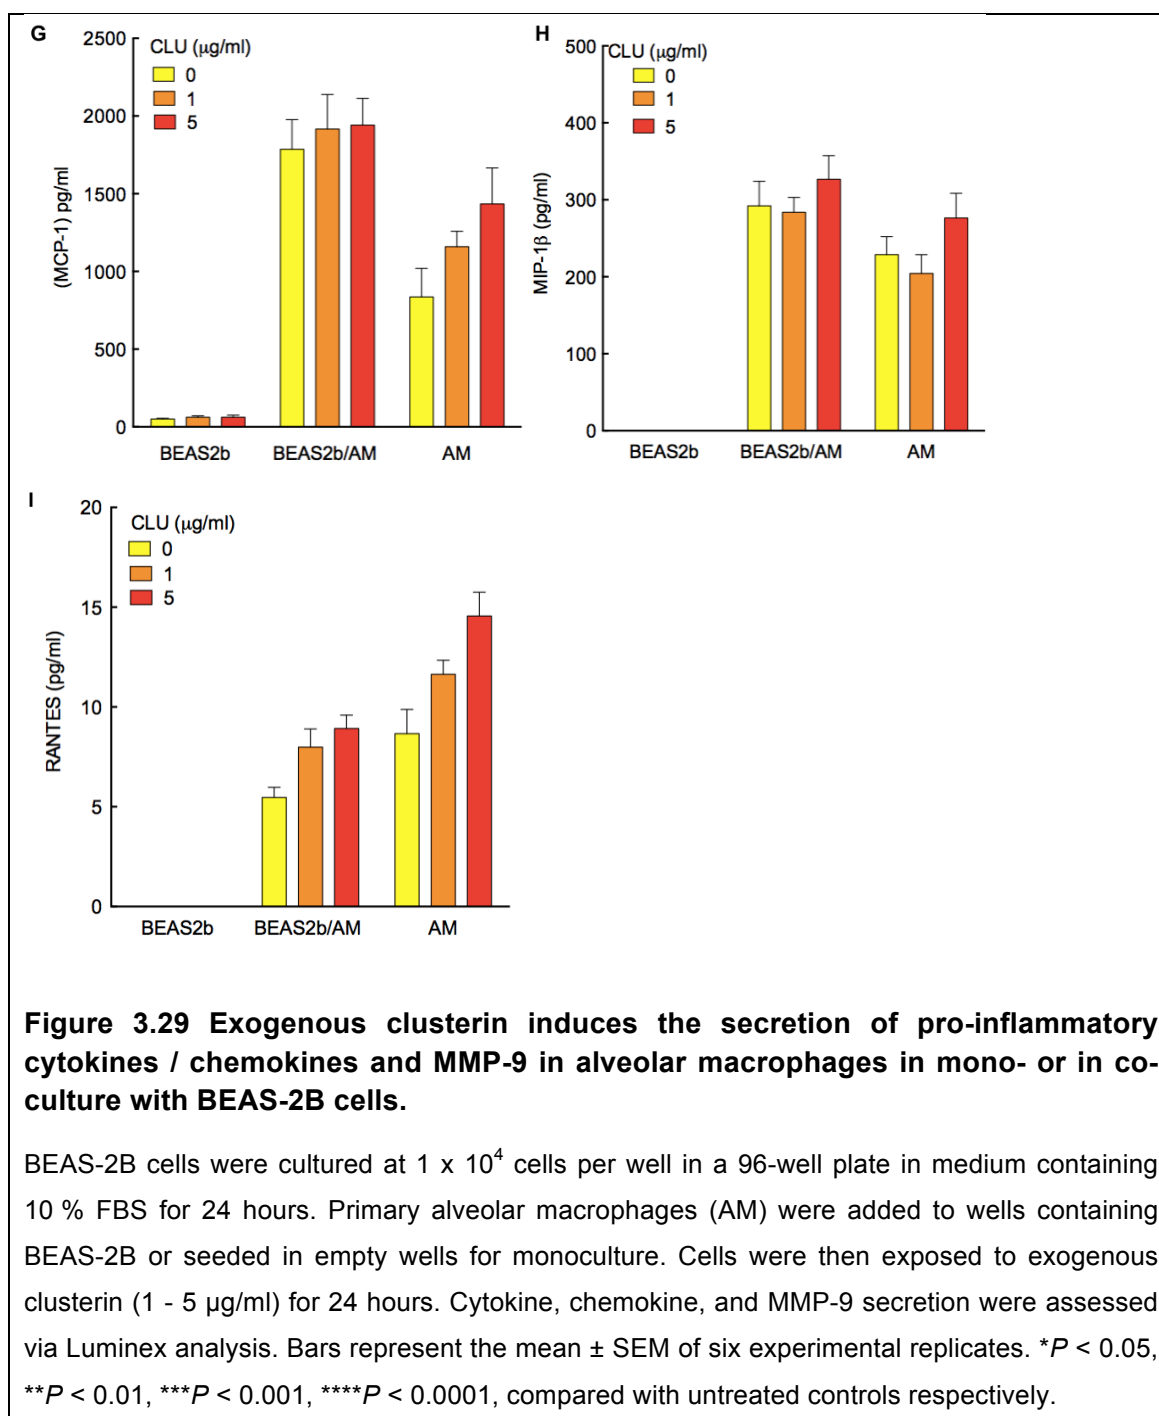 G
2500
2000
1500
1000
500
0
(MCP-1) pg/ml
CLU (μg/ml)
0
1
5
BEAS2b BEAS2b/AM AM
H
500
400
300
200
100
0
MIP-1β (pg/ml)
CLU (μg/ml)
0
1
5
BEAS2b BEAS2b/AM AM
I
20
15
10
5
0
RANTES (pg/ml)
CLU (μg/ml)
0
1
5
BEAS2b BEAS2b/AM AM
Figure 3.29 Exogenous clusterin induces the secretion of pro-inflammatory
cytokines / chemokines and MMP-9 in alveolar macrophages in mono- or in co-
culture with BEAS-2B cells.
BEAS-2B cells were cultured at 1 x 10⁴ cells per well in a 96-well plate in medium containing
10 % FBS for 24 hours. Primary alveolar macrophages (AM) were added to wells containing
BEAS-2B or seeded in empty wells for monoculture. Cells were then exposed to exogenous
clusterin (1 - 5 μg/ml) for 24 hours. Cytokine, chemokine, and MMP-9 secretion were assessed
via Luminex analysis. Bars represent the mean ± SEM of six experimental replicates. *P < 0.05,
**P < 0.01, ***P < 0.001, ****P < 0.0001, compared with untreated controls respectively.